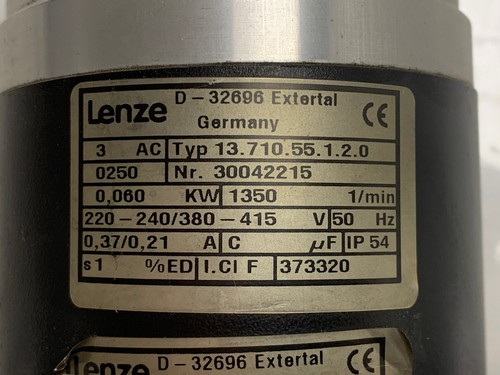 Lenze D - 32696 Extertal CE
Germany
3 AC Typ 13.710.55.1.2.0
0250 Nr. 30042215
0,060 KW 1350 1/min
220 - 240/380 - 415 V 50 Hz
0,37/0,21 A C µF IP 54
s1 %ED I.Cl F 373320
Lenze D - 32696 Extertal CE